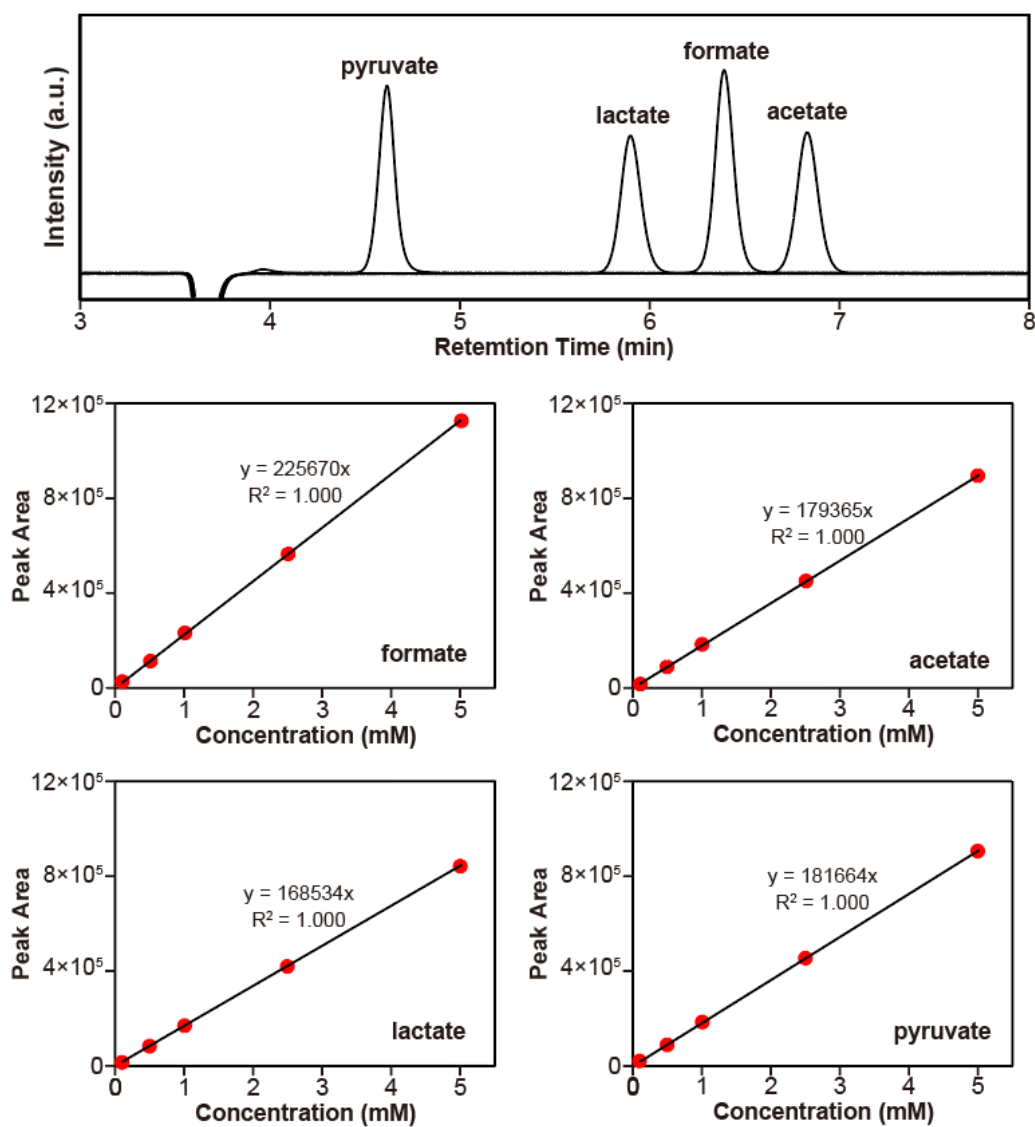 Intensity (a.u.)
pyruvate
lactate
formate
acetate
3 4 5 6 7 8
Retemtion Time (min)
Peak Area
12×10⁵
8×10⁵
4×10⁵
0
y = 225670x
R² = 1.000
formate
0 1 2 3 4 5
Concentration (mM)
Peak Area
12×10⁵
8×10⁵
4×10⁵
0
y = 179365x
R² = 1.000
acetate
0 1 2 3 4 5
Concentration (mM)
Peak Area
12×10⁵
8×10⁵
4×10⁵
0
y = 168534x
R² = 1.000
lactate
0 1 2 3 4 5
Concentration (mM)
Peak Area
12×10⁵
8×10⁵
4×10⁵
0
y = 181664x
R² = 1.000
pyruvate
0 1 2 3 4 5
Concentration (mM)